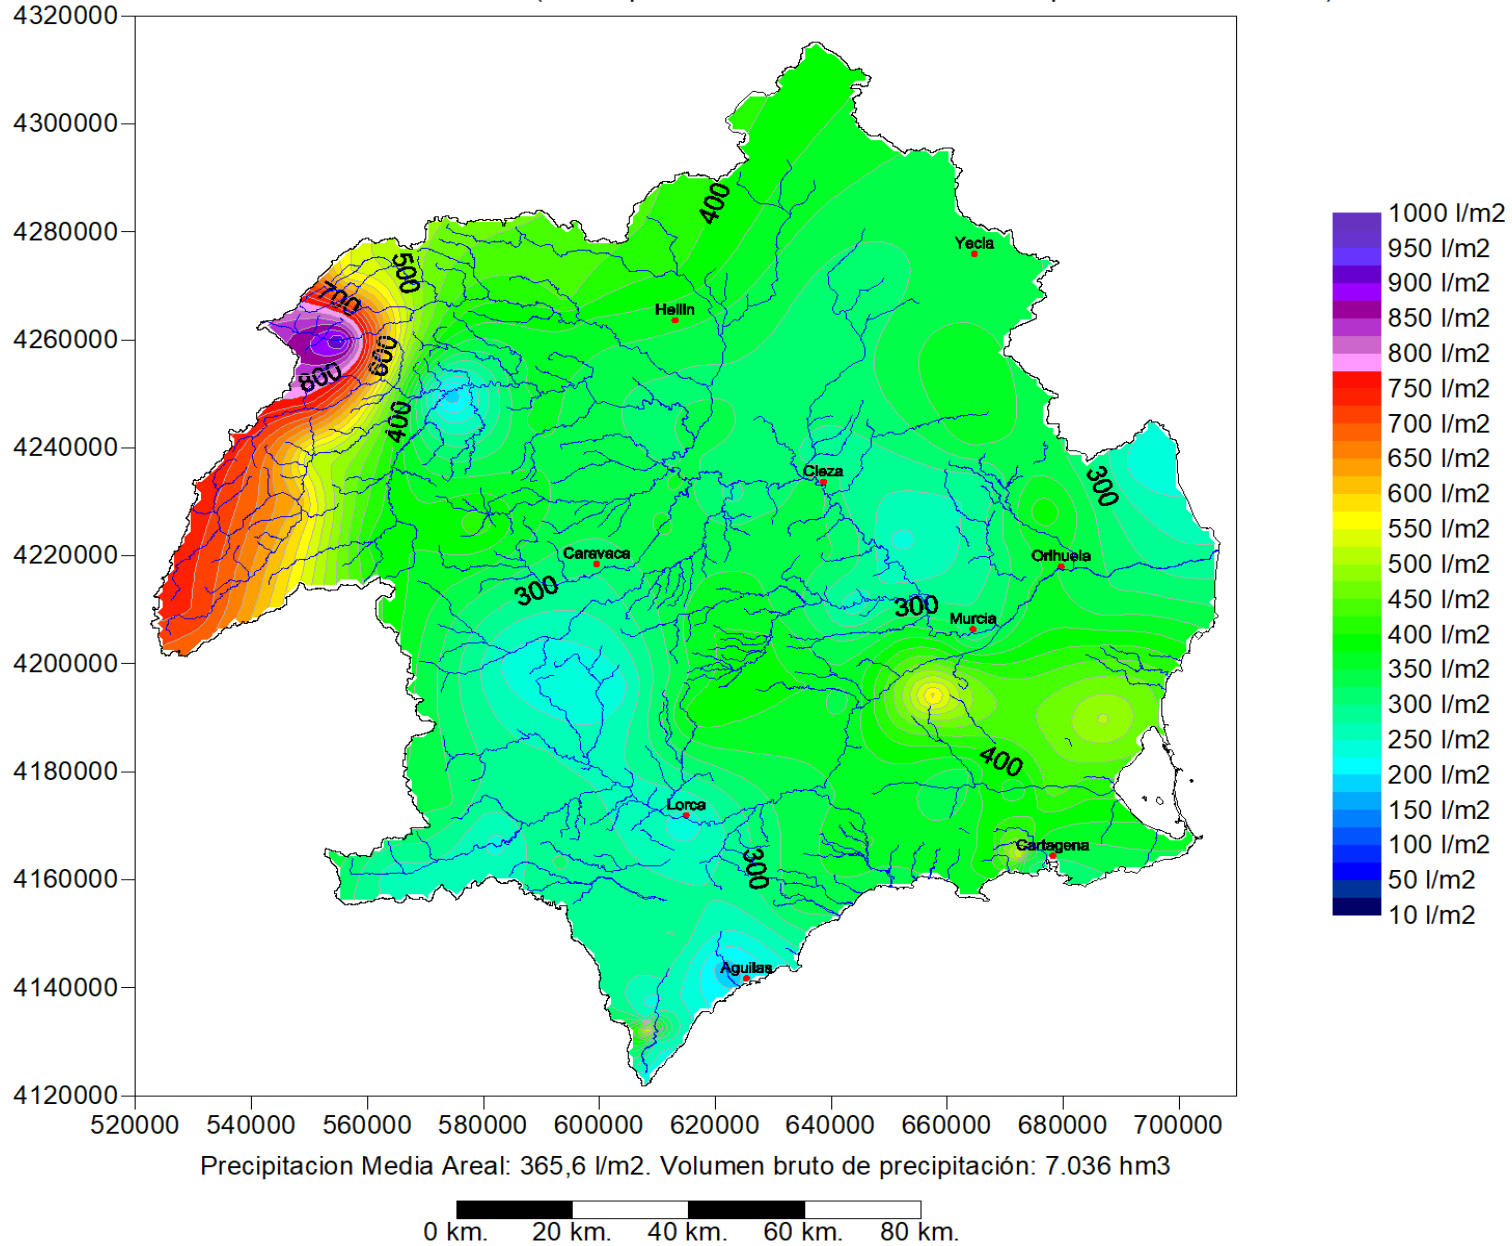 4320000
4300000
4280000
4260000
4240000
4220000
4200000
4180000
4160000
4140000
4120000
520000 540000 560000 580000 600000 620000 640000 660000 680000 700000
400
500
700
600
800
400
300
300
300
400
300
Yecla
Hellin
Cieza
Caravaca
Orihuela
Murcia
Lorca
Cartagena
Aguilas
1000 l/m2
950 l/m2
900 l/m2
850 l/m2
800 l/m2
750 l/m2
700 l/m2
650 l/m2
600 l/m2
550 l/m2
500 l/m2
450 l/m2
400 l/m2
350 l/m2
300 l/m2
250 l/m2
200 l/m2
150 l/m2
100 l/m2
50 l/m2
10 l/m2
Precipitacion Media Areal: 365,6 l/m2. Volumen bruto de precipitación: 7.036 hm3
0 km. 20 km. 40 km. 60 km. 80 km.